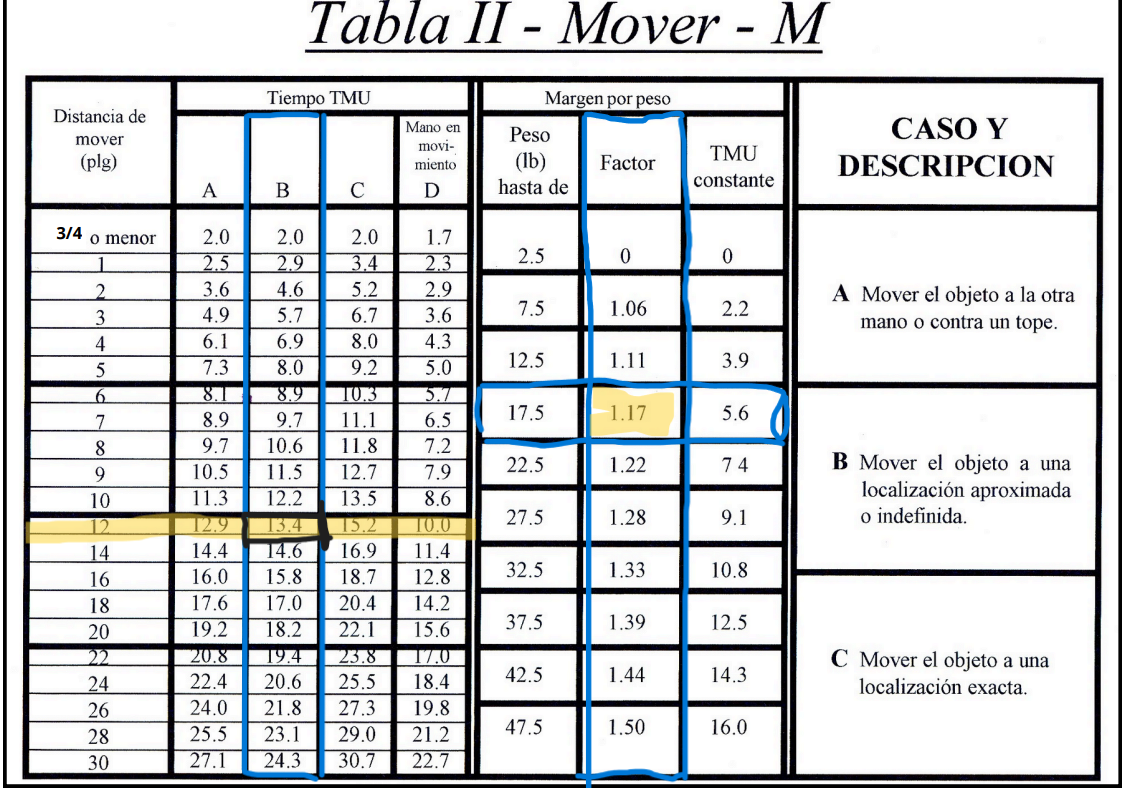 Tabla II - Mover - M
Distancia de mover (plg) Tiempo TMU Margen por peso CASO Y DESCRIPCION
A B C Mano en movi-miento D Peso (lb) hasta de Factor TMU constante
3/4 o menor 2.0 2.0 2.0 1.7
1 2.5 2.9 3.4 2.3
2 3.6 4.6 5.2 2.9
3 4.9 5.7 6.7 3.6
4 6.1 6.9 8.0 4.3
5 7.3 8.0 9.2 5.0
6 8.1 8.9 10.3 5.7
7 8.9 9.7 11.1 6.5
8 9.7 10.6 11.8 7.2
9 10.5 11.5 12.7 7.9
10 11.3 12.2 13.5 8.6
12 12.9 13.4 15.2 10.0
14 14.4 14.6 16.9 11.4
16 16.0 15.8 18.7 12.8
18 17.6 17.0 20.4 14.2
20 19.2 18.2 22.1 15.6
22 20.8 19.4 23.8 17.0
24 22.4 20.6 25.5 18.4
26 24.0 21.8 27.3 19.8
28 25.5 23.1 29.0 21.2
30 27.1 24.3 30.7 22.7
2.5 0 0
7.5 1.06 2.2
12.5 1.11 3.9
17.5 1.17 5.6
22.5 1.22 7 4
27.5 1.28 9.1
32.5 1.33 10.8
37.5 1.39 12.5
42.5 1.44 14.3
47.5 1.50 16.0
A Mover el objeto a la otra
mano o contra un tope.
B Mover el objeto a una
localización aproximada
o indefinida.
C Mover el objeto a una
localización exacta.